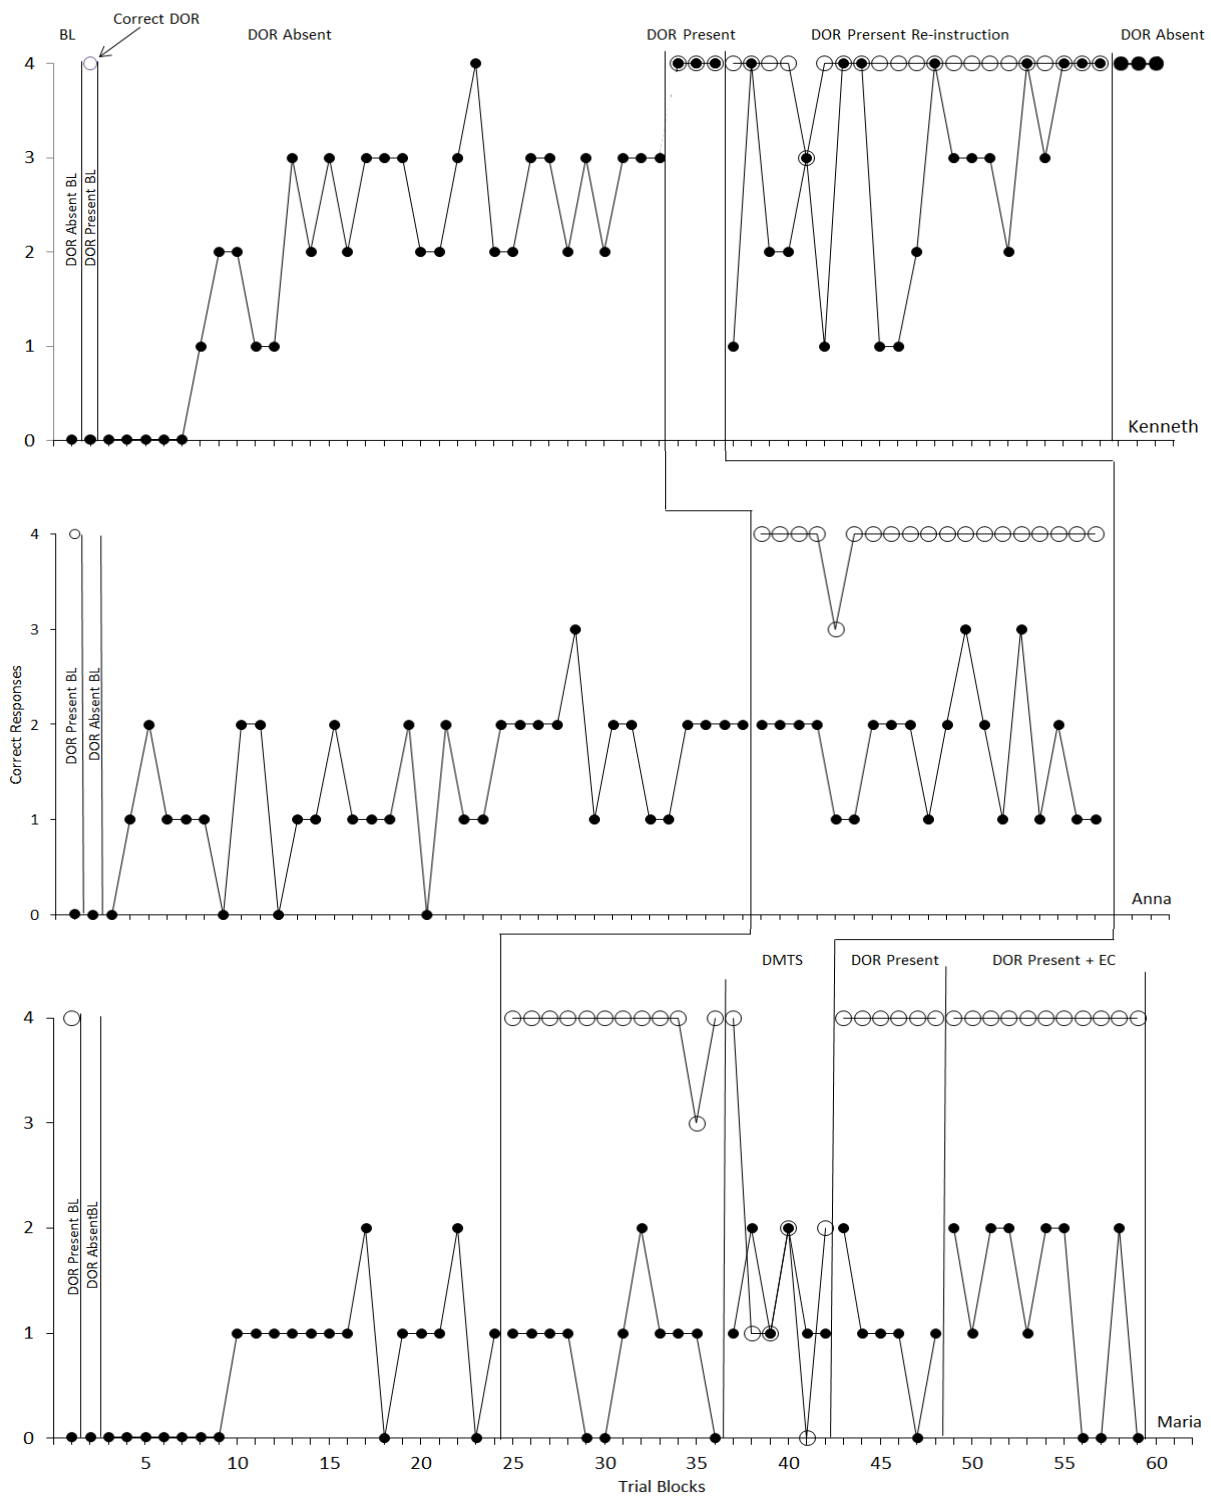 Correct DOR
BL
DOR Absent
DOR Present
DOR Prersent Re-instruction
DOR Absent
4
3
2
1
0
DOR Absent BL
DOR Present BL
Kenneth
4
3
2
1
0
Correct Responses
DOR Present BL
DOR Absent BL
Anna
DMTS
DOR Present
DOR Present + EC
4
3
2
1
0
DOR Present BL
DOR AbsentBL
Maria
5 10 15 20 25 30 35 40 45 50 55 60
Trial Blocks